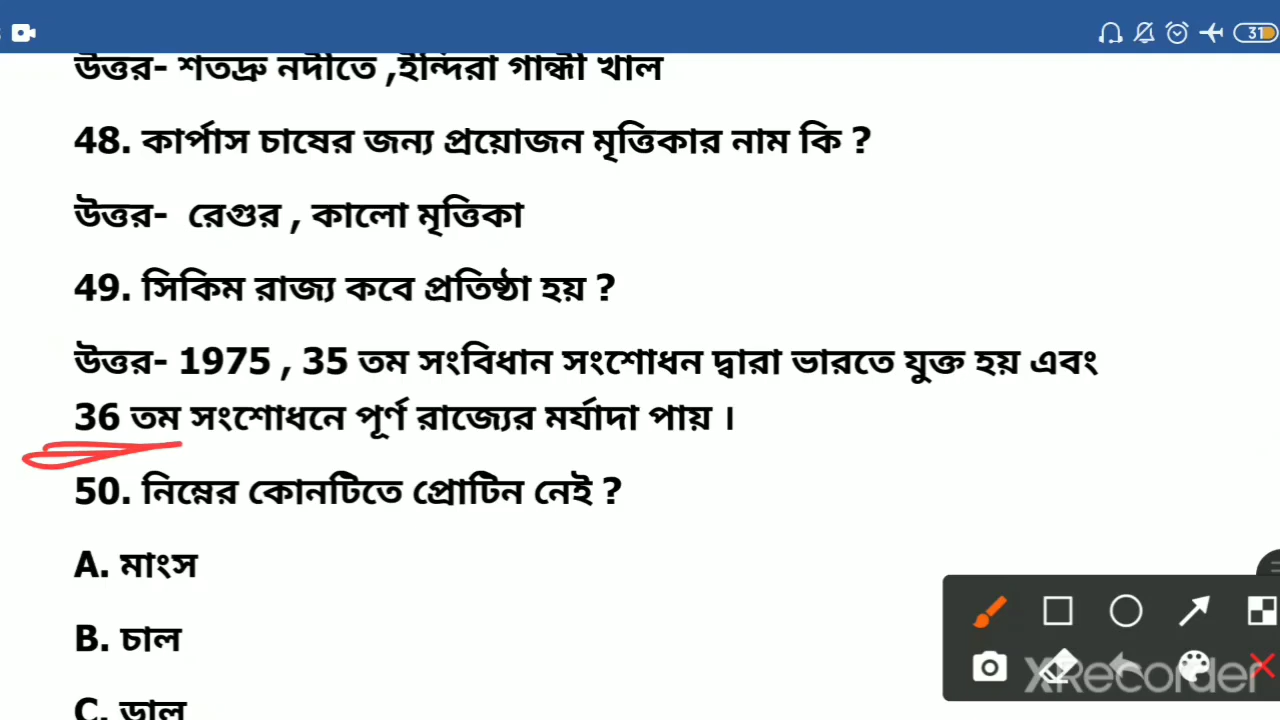 31
উত্তর- শতদ্রু নদীতে ,ইন্দিরা গান্ধী খাল
48. কার্পাস চাষের জন্য প্রয়োজন মৃত্তিকার নাম কি ?
উত্তর- রেগুর , কালো মৃত্তিকা
49. সিকিম রাজ্য কবে প্রতিষ্ঠা হয় ?
উত্তর- 1975 , 35 তম সংবিধান সংশোধন দ্বারা ভারতে যুক্ত হয় এবং
36 তম সংশোধনে পূর্ণ রাজ্যের মর্যাদা পায় ।
50. নিম্নের কোনটিতে প্রোটিন নেই ?
A. মাংস
B. চাল
C. ডাল
XRecorder